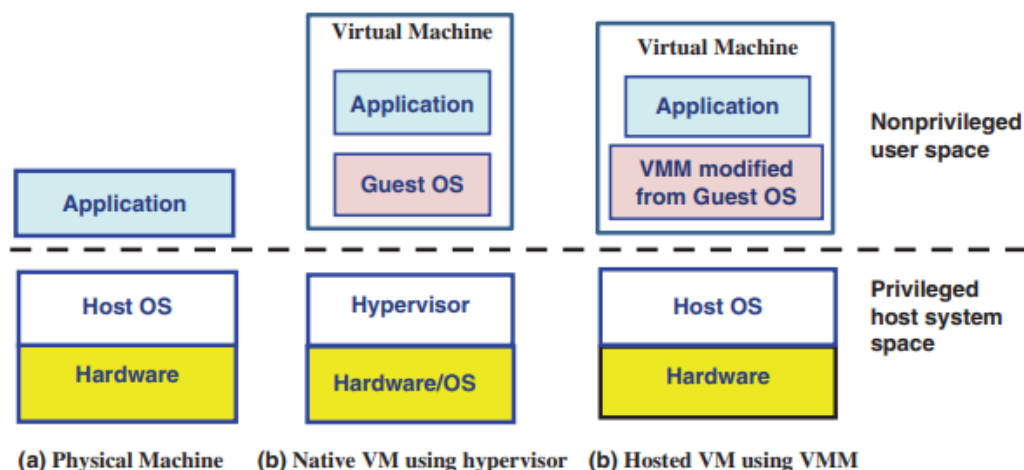 Virtual Machine
Application
Guest OS
Virtual Machine
Application
VMM modified
from Guest OS
Nonprivileged
user space
Application
Host OS
Hardware
Hypervisor
Hardware/OS
Host OS
Hardware
Privileged
host system
space
(a) Physical Machine
(b) Native VM using hypervisor
(b) Hosted VM using VMM